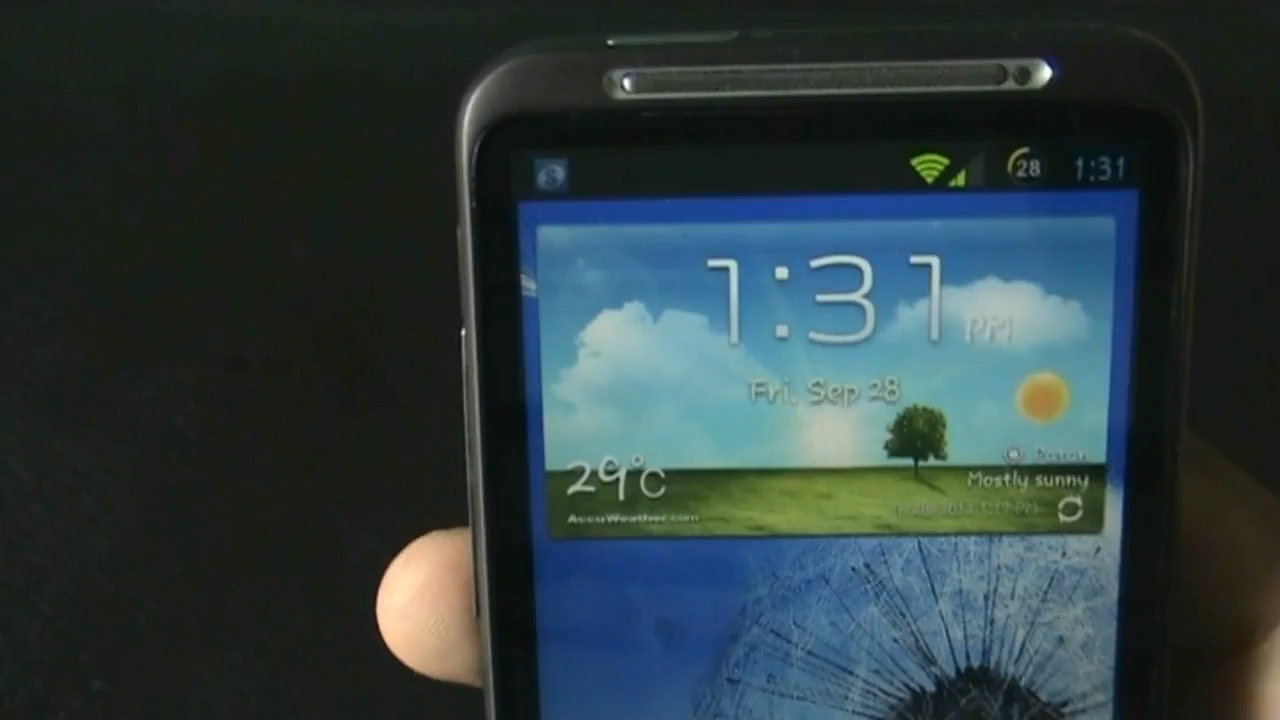 28 1:31
1:31 PM
Fri, Sep 28
29°C
Mostly sunny
AccuWeather.com